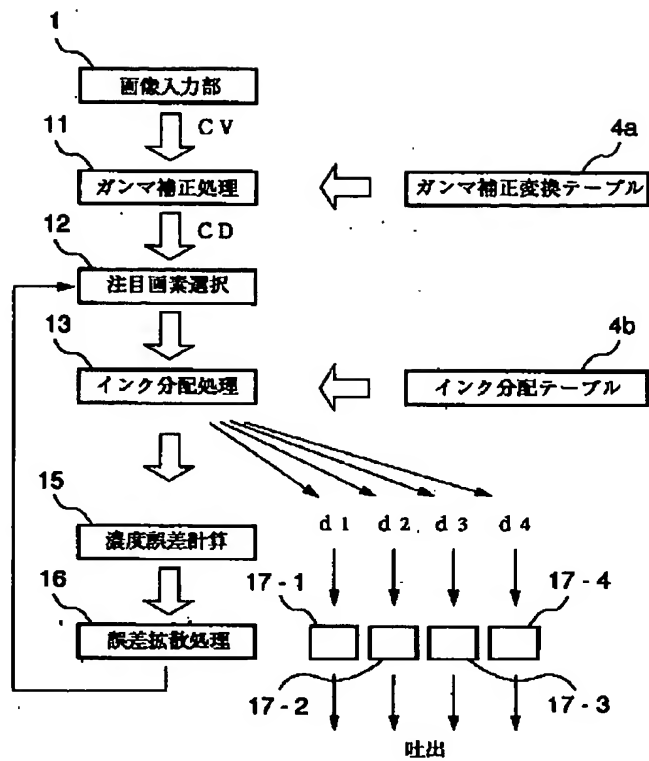 1
画像入力部
11
CV
4a
ガンマ補正処理
ガンマ補正変換テーブル
12
CD
注目画素選択
13
4b
インク分配処理
インク分配テーブル
15
d1 d2 d3 d4
濃度誤差計算
16
17-1
17-4
誤差拡散処理
17-2
17-3
吐出